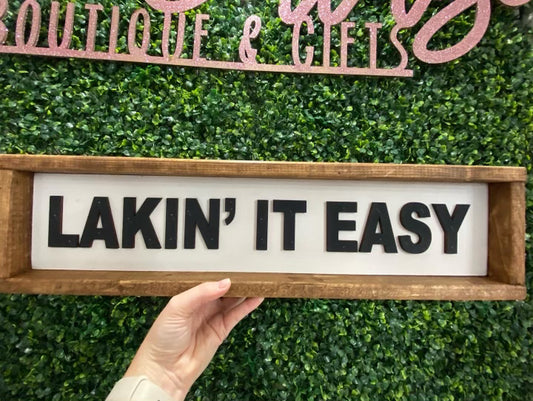 BOUTIQUE & GIFTS
LAKIN' IT EASY